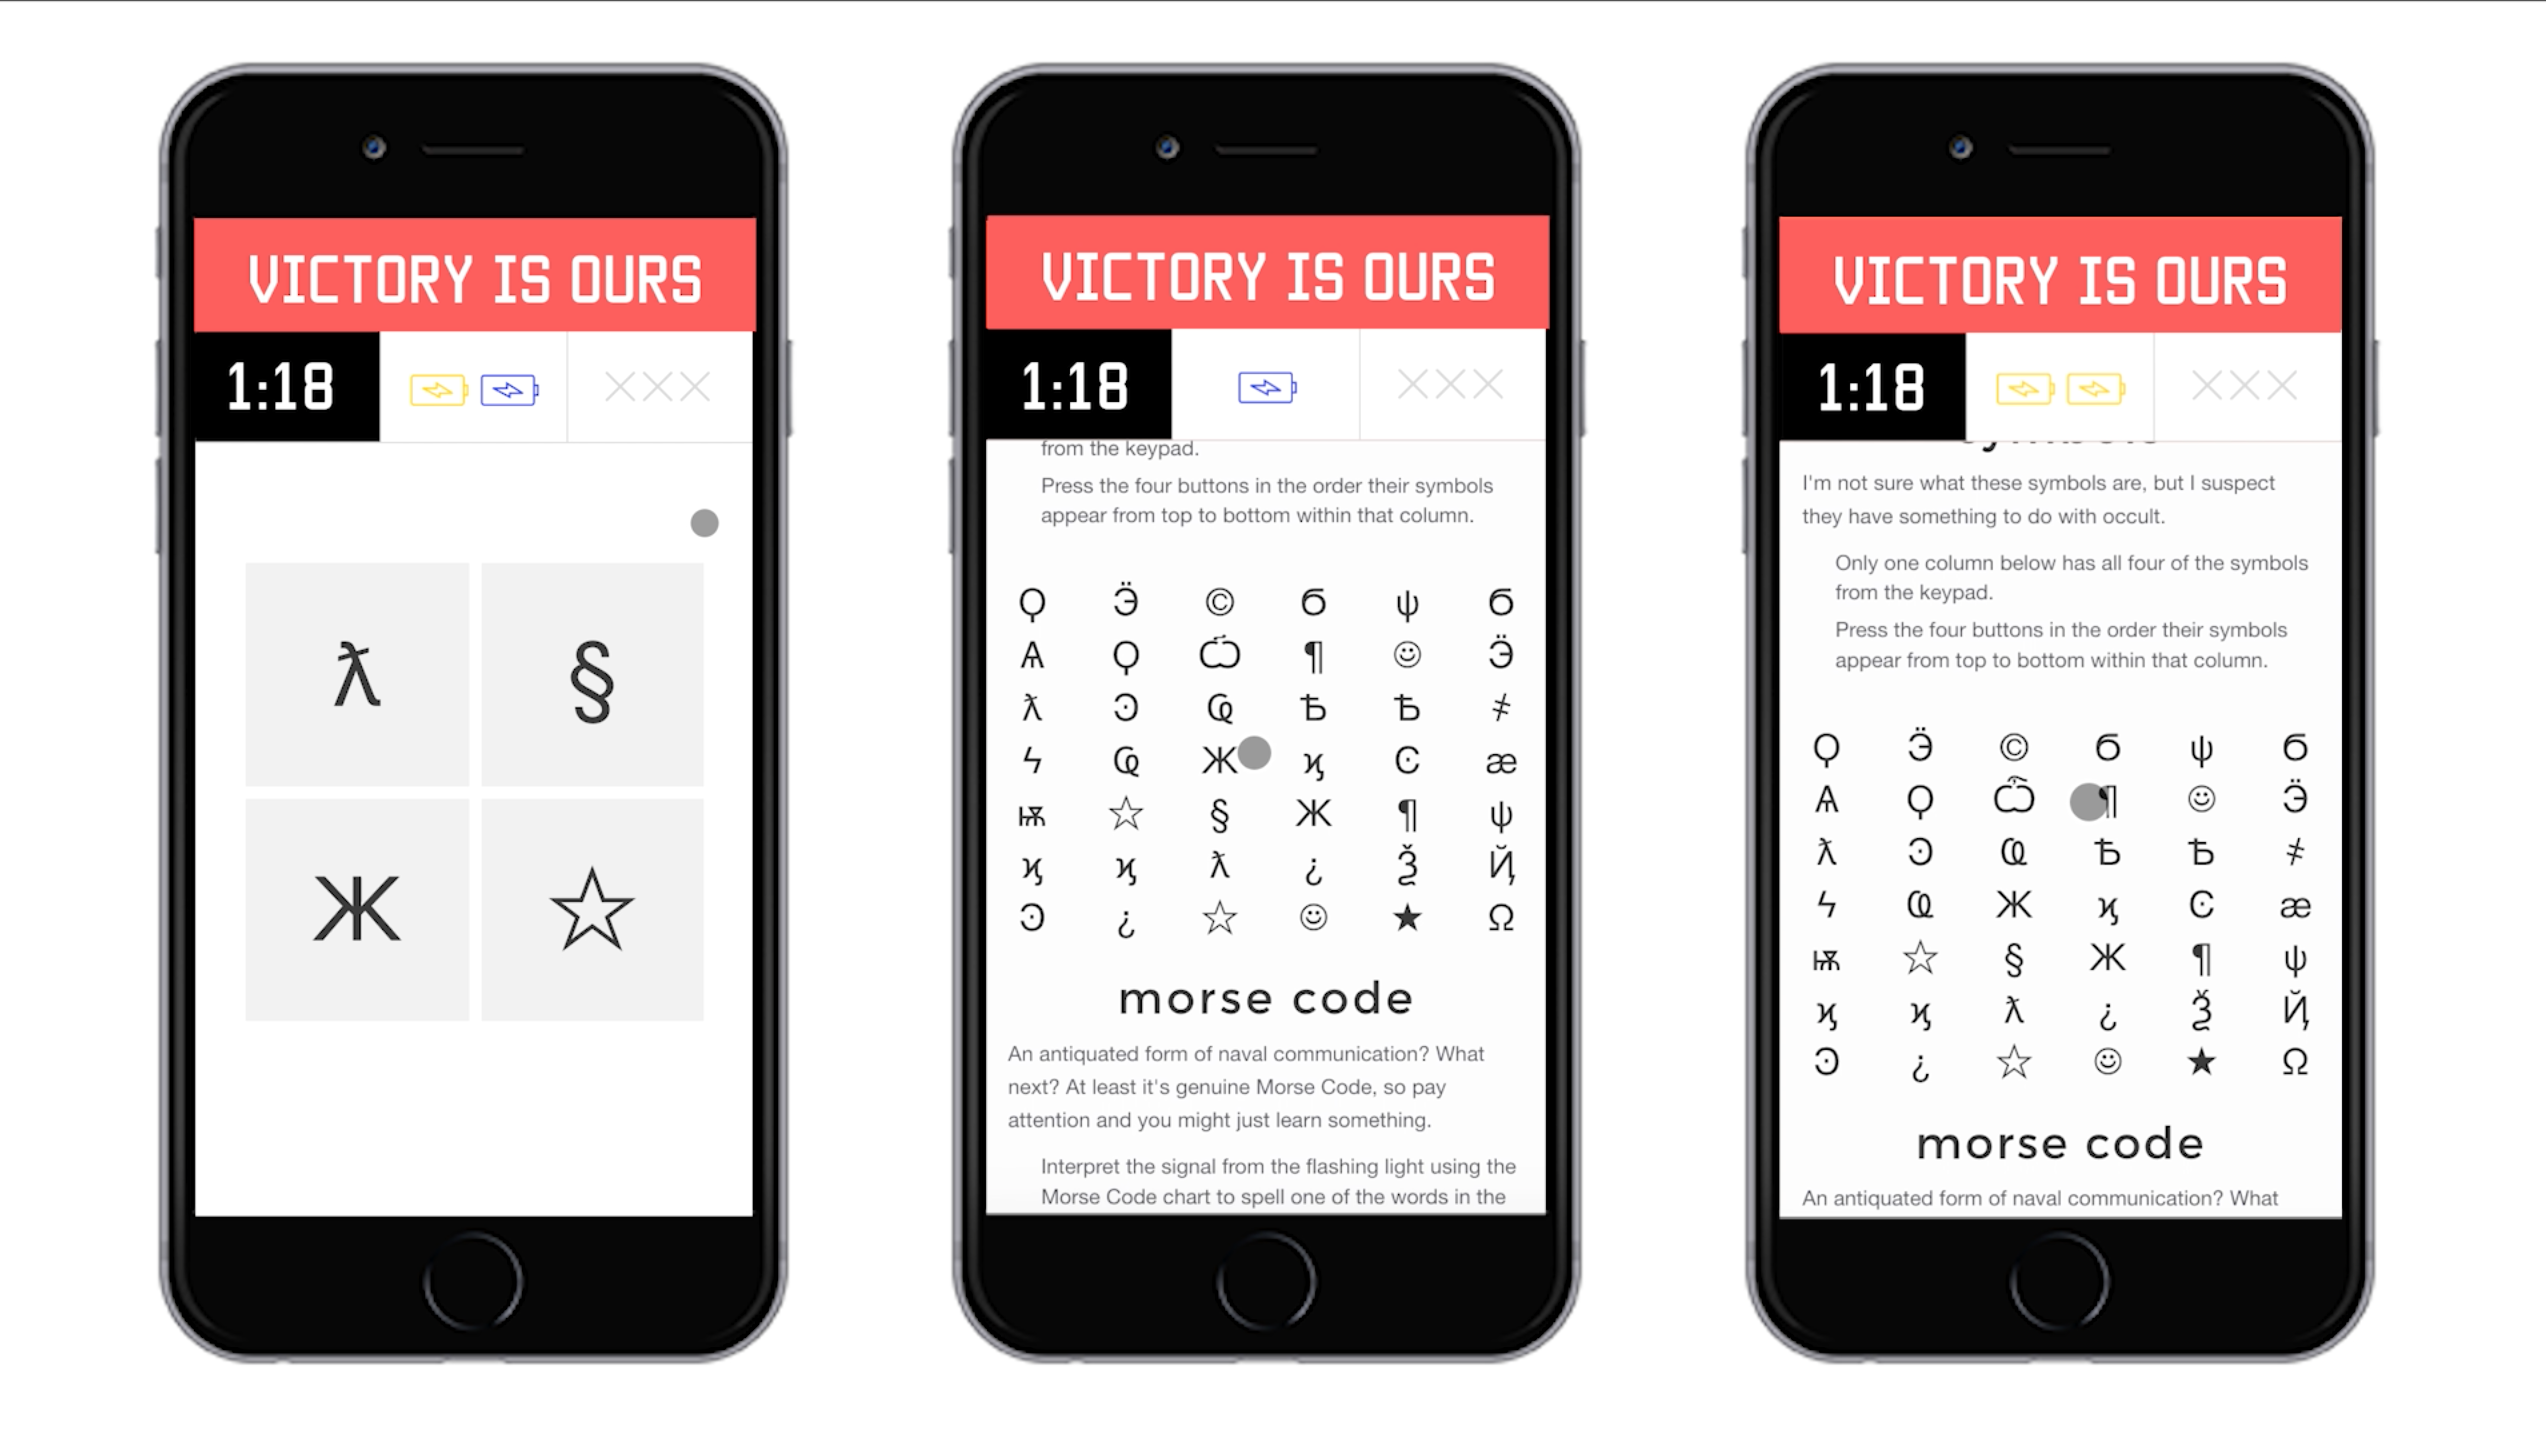 VICTORY IS OURS
1:18
ƛ §
Ж ☆
VICTORY IS OURS
1:18
from the keypad.
Press the four buttons in the order their symbols
appear from top to bottom within that column.
Ϙ Ӭ © б ψ б
Ѧ Ϙ Ѽ ¶ ☺ Ӭ
ƛ Ͽ Ҩ Ѣ Ѣ ҂
Ϟ Ҩ Ж ϗ Ͼ æ
Ѭ ☆ § Ж ¶ ψ
ϗ ϗ ƛ ¿ Ѯ Ҋ
Ͽ ¿ ☆ ☺ ★ Ω
morse code
An antiquated form of naval communication? What
next? At least it's genuine Morse Code, so pay
attention and you might just learn something.
Interpret the signal from the flashing light using the
Morse Code chart to spell one of the words in the
VICTORY IS OURS
1:18
I'm not sure what these symbols are, but I suspect
they have something to do with occult.
Only one column below has all four of the symbols
from the keypad.
Press the four buttons in the order their symbols
appear from top to bottom within that column.
Ϙ Ӭ © б ψ б
Ѧ Ϙ Ѽ ¶ ☺ Ӭ
ƛ Ͽ Ҩ Ѣ Ѣ ҂
Ϟ Ҩ Ж ϗ Ͼ æ
Ѭ ☆ § Ж ¶ ψ
ϗ ϗ ƛ ¿ Ѯ Ҋ
Ͽ ¿ ☆ ☺ ★ Ω
morse code
An antiquated form of naval communication? What